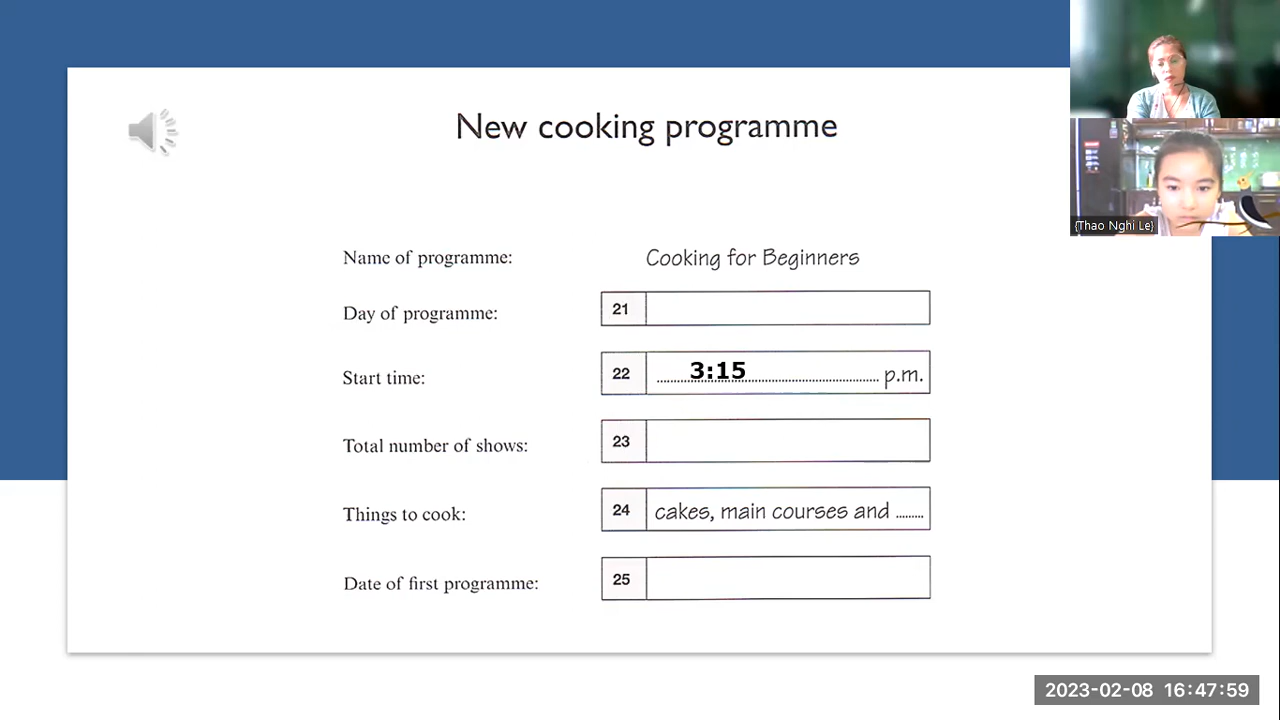 New cooking programme
{Thao Nghi Le}
Name of programme: Cooking for Beginners
Day of programme: 21
Start time: 22 3:15 p.m.
Total number of shows: 23
Things to cook: 24 cakes, main courses and .........
Date of first programme: 25
2023-02-08 16:47:59